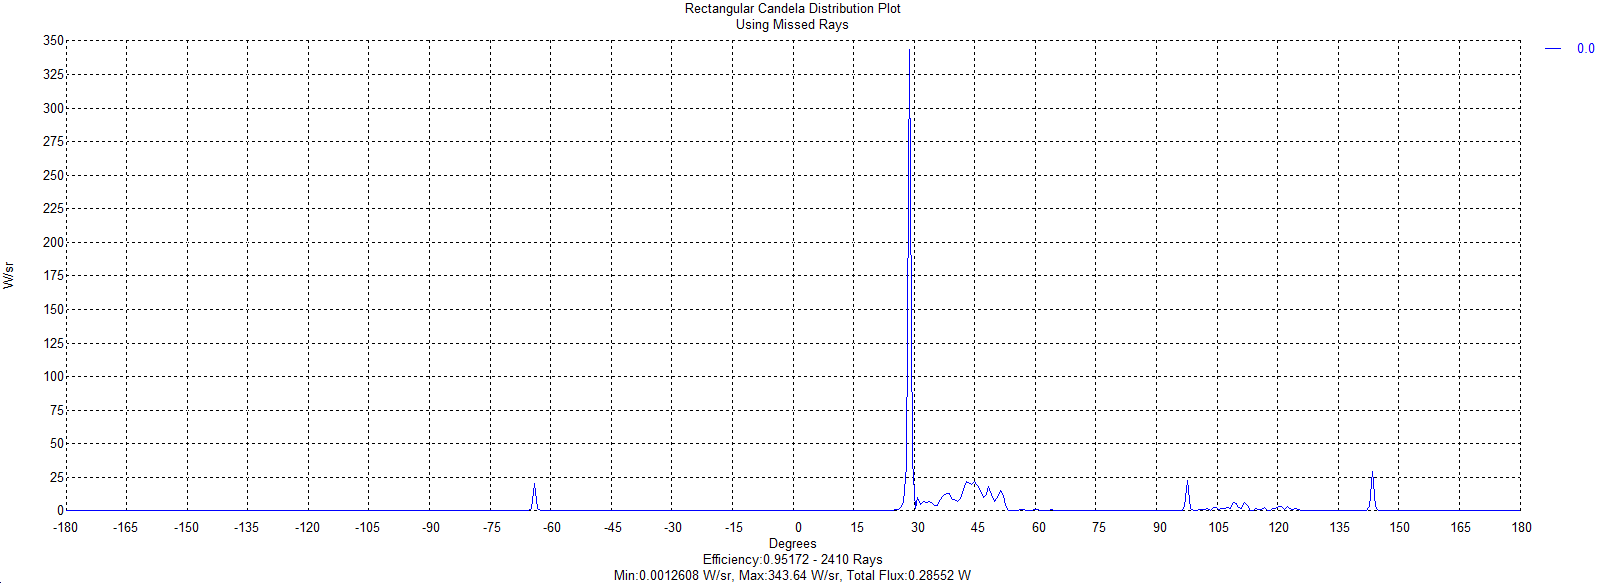 Rectangular Candela Distribution Plot
Using Missed Rays
350
325
300
275
250
225
200
175
150
125
100
75
50
25
0
W/sr
0.0
-180 -165 -150 -135 -120 -105 -90 -75 -60 -45 -30 -15 0 15 30 45 60 75 90 105 120 135 150 165 180
Degrees
Efficiency:0.95172 - 2410 Rays
Min:0.0012608 W/sr, Max:343.64 W/sr, Total Flux:0.28552 W